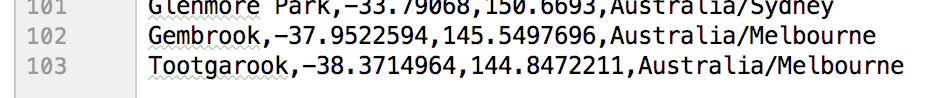 101 Glenmore Park,-33.79068,150.6693,Australia/Sydney
102 Gembrook,-37.9522594,145.5497696,Australia/Melbourne
103 Tootgarook,-38.3714964,144.8472211,Australia/Melbourne